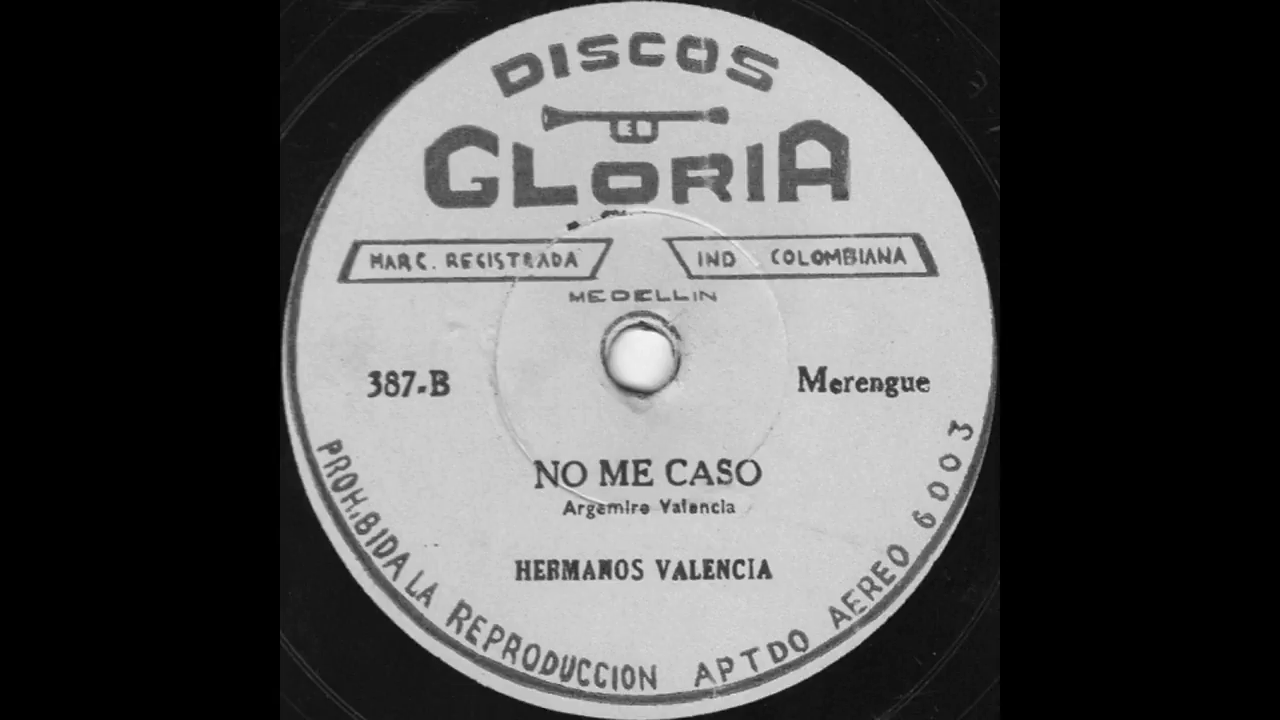 DISCOS
GLORIA
MARC. REGISTRADA
IND COLOMBIANA
MEDELLIN
387-B
Merengue
NO ME CASO
Argemiro Valencia
HERMANOS VALENCIA
PROHIBIDA LA REPRODUCCION APTDO AEREO 6003